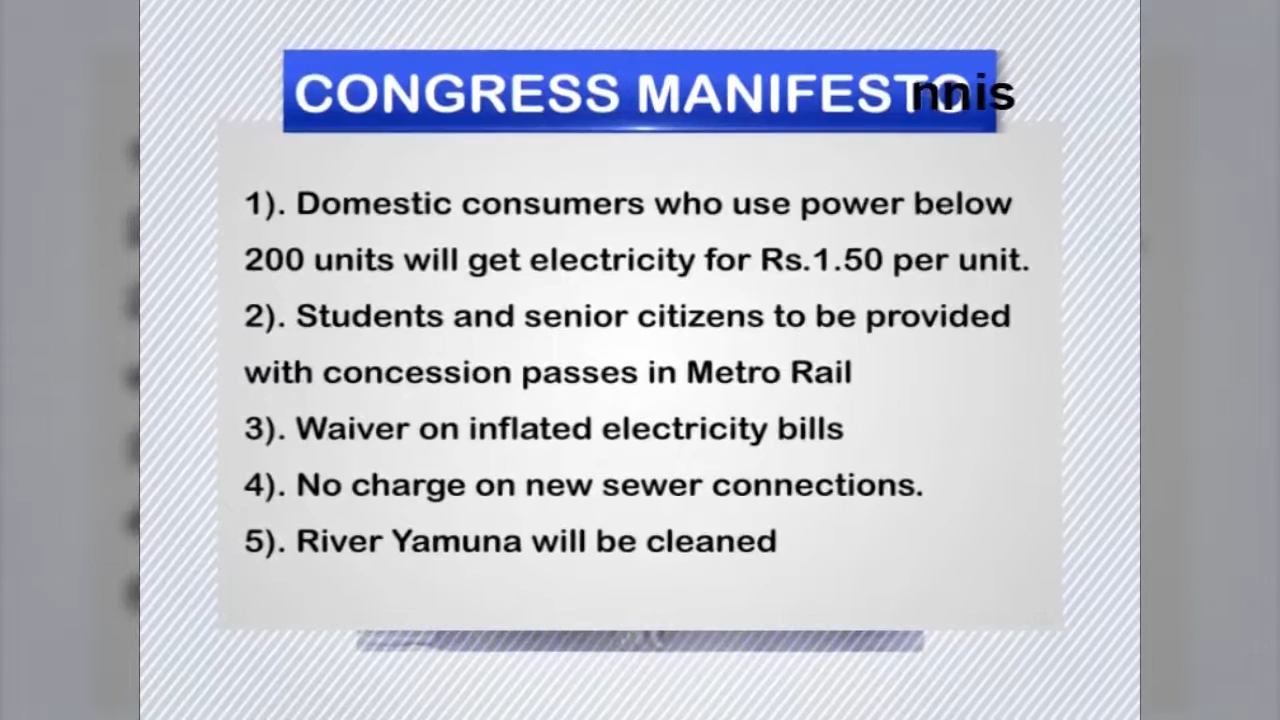 CONGRESS MANIFESTO
nnis
1). Domestic consumers who use power below
200 units will get electricity for Rs.1.50 per unit.
2). Students and senior citizens to be provided
with concession passes in Metro Rail
3). Waiver on inflated electricity bills
4). No charge on new sewer connections.
5). River Yamuna will be cleaned